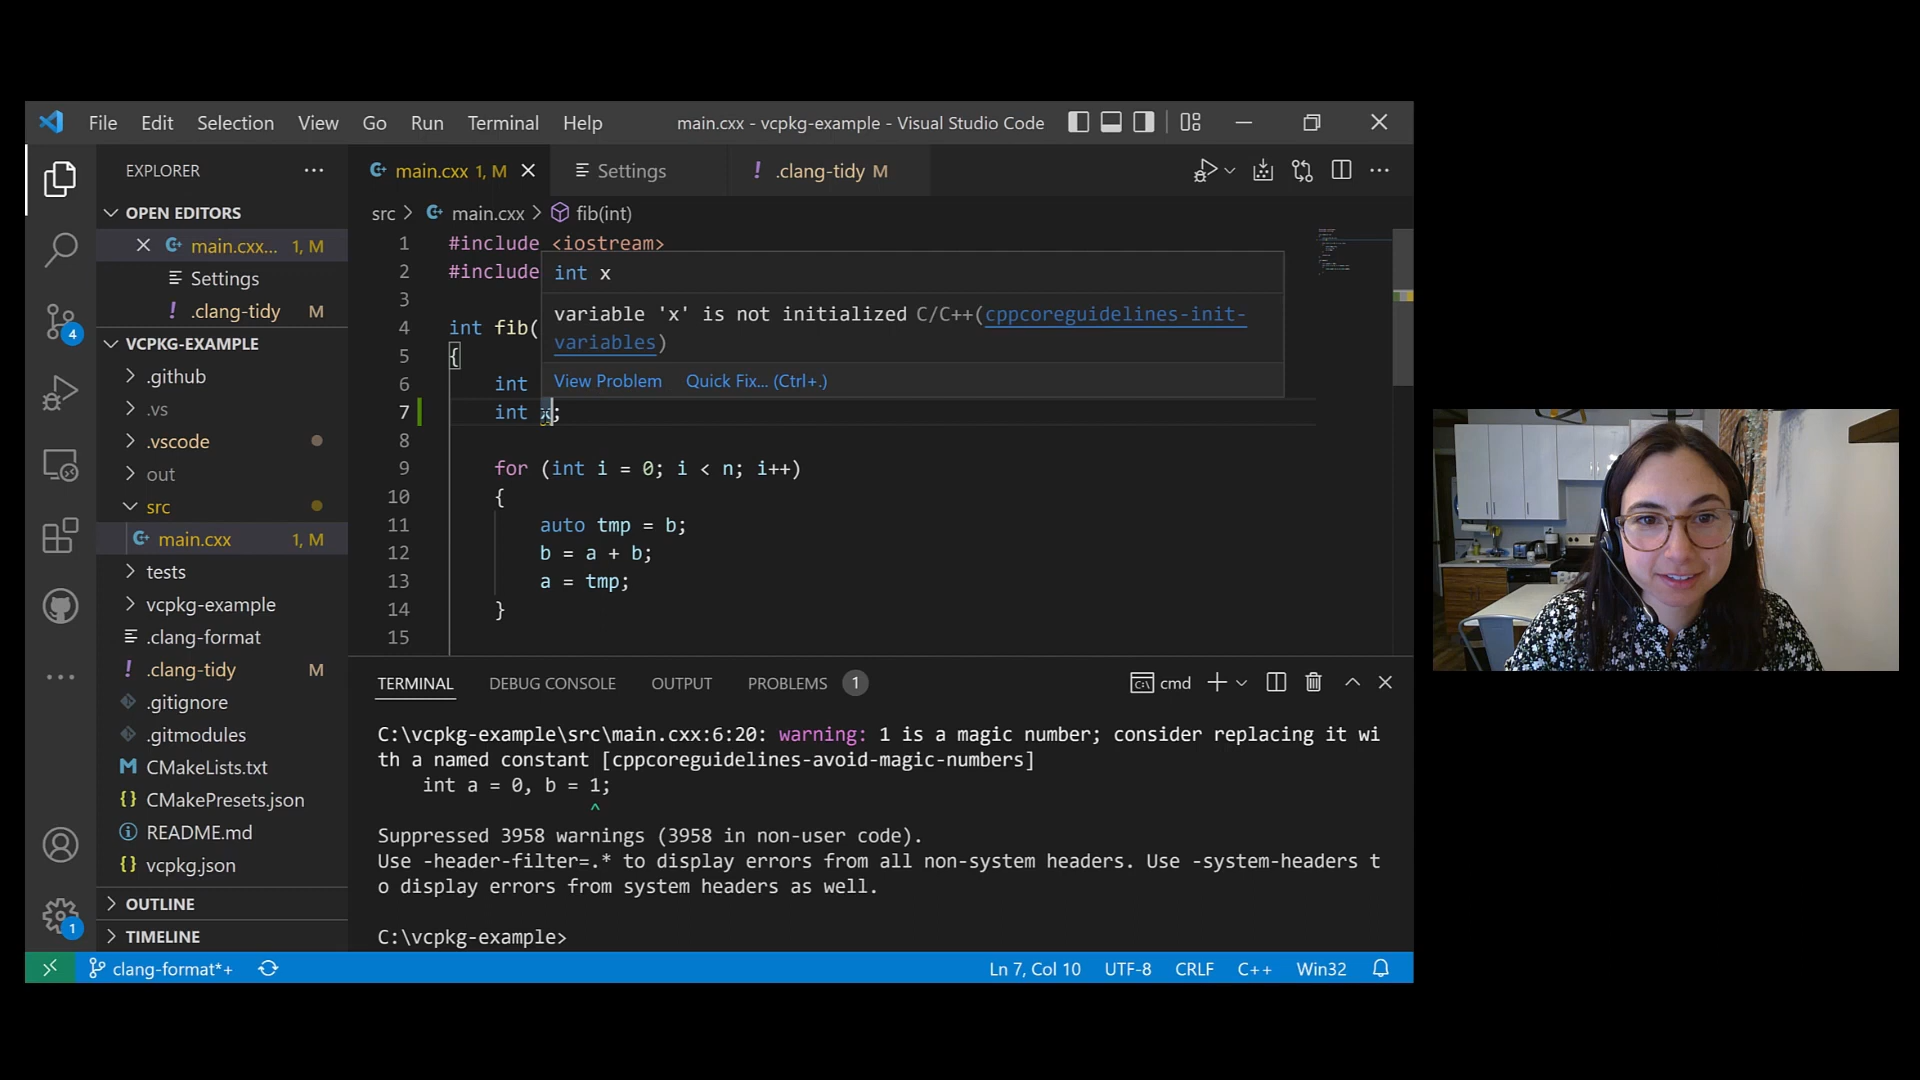 File Edit Selection View Go Run Terminal Help main.cxx - vcpkg-example - Visual Studio Code
EXPLORER
main.cxx 1, M
Settings
.clang-tidy M
OPEN EDITORS
src > main.cxx > fib(int)
main.cxx... 1, M
Settings
.clang-tidy M
VCPKG-EXAMPLE
.github
.vs
.vscode
out
src
main.cxx 1, M
tests
vcpkg-example
.clang-format
.clang-tidy M
.gitignore
.gitmodules
CMakeLists.txt
CMakePresets.json
README.md
vcpkg.json
OUTLINE
TIMELINE
4
1
1 #include <iostream>
2 #include
3
4 int fib(
5 {
6 int
7 int x;
8
9 for (int i = 0; i < n; i++)
10 {
11 auto tmp = b;
12 b = a + b;
13 a = tmp;
14 }
15
int x
variable 'x' is not initialized C/C++(cppcoreguidelines-init-
variables)
View Problem Quick Fix... (Ctrl+.)
TERMINAL DEBUG CONSOLE OUTPUT PROBLEMS 1 cmd
C:\vcpkg-example\src\main.cxx:6:20: warning: 1 is a magic number; consider replacing it wi
th a named constant [cppcoreguidelines-avoid-magic-numbers]
int a = 0, b = 1;
^
Suppressed 3958 warnings (3958 in non-user code).
Use -header-filter=.* to display errors from all non-system headers. Use -system-headers t
o display errors from system headers as well.
C:\vcpkg-example>
clang-format*+ Ln 7, Col 10 UTF-8 CRLF C++ Win32